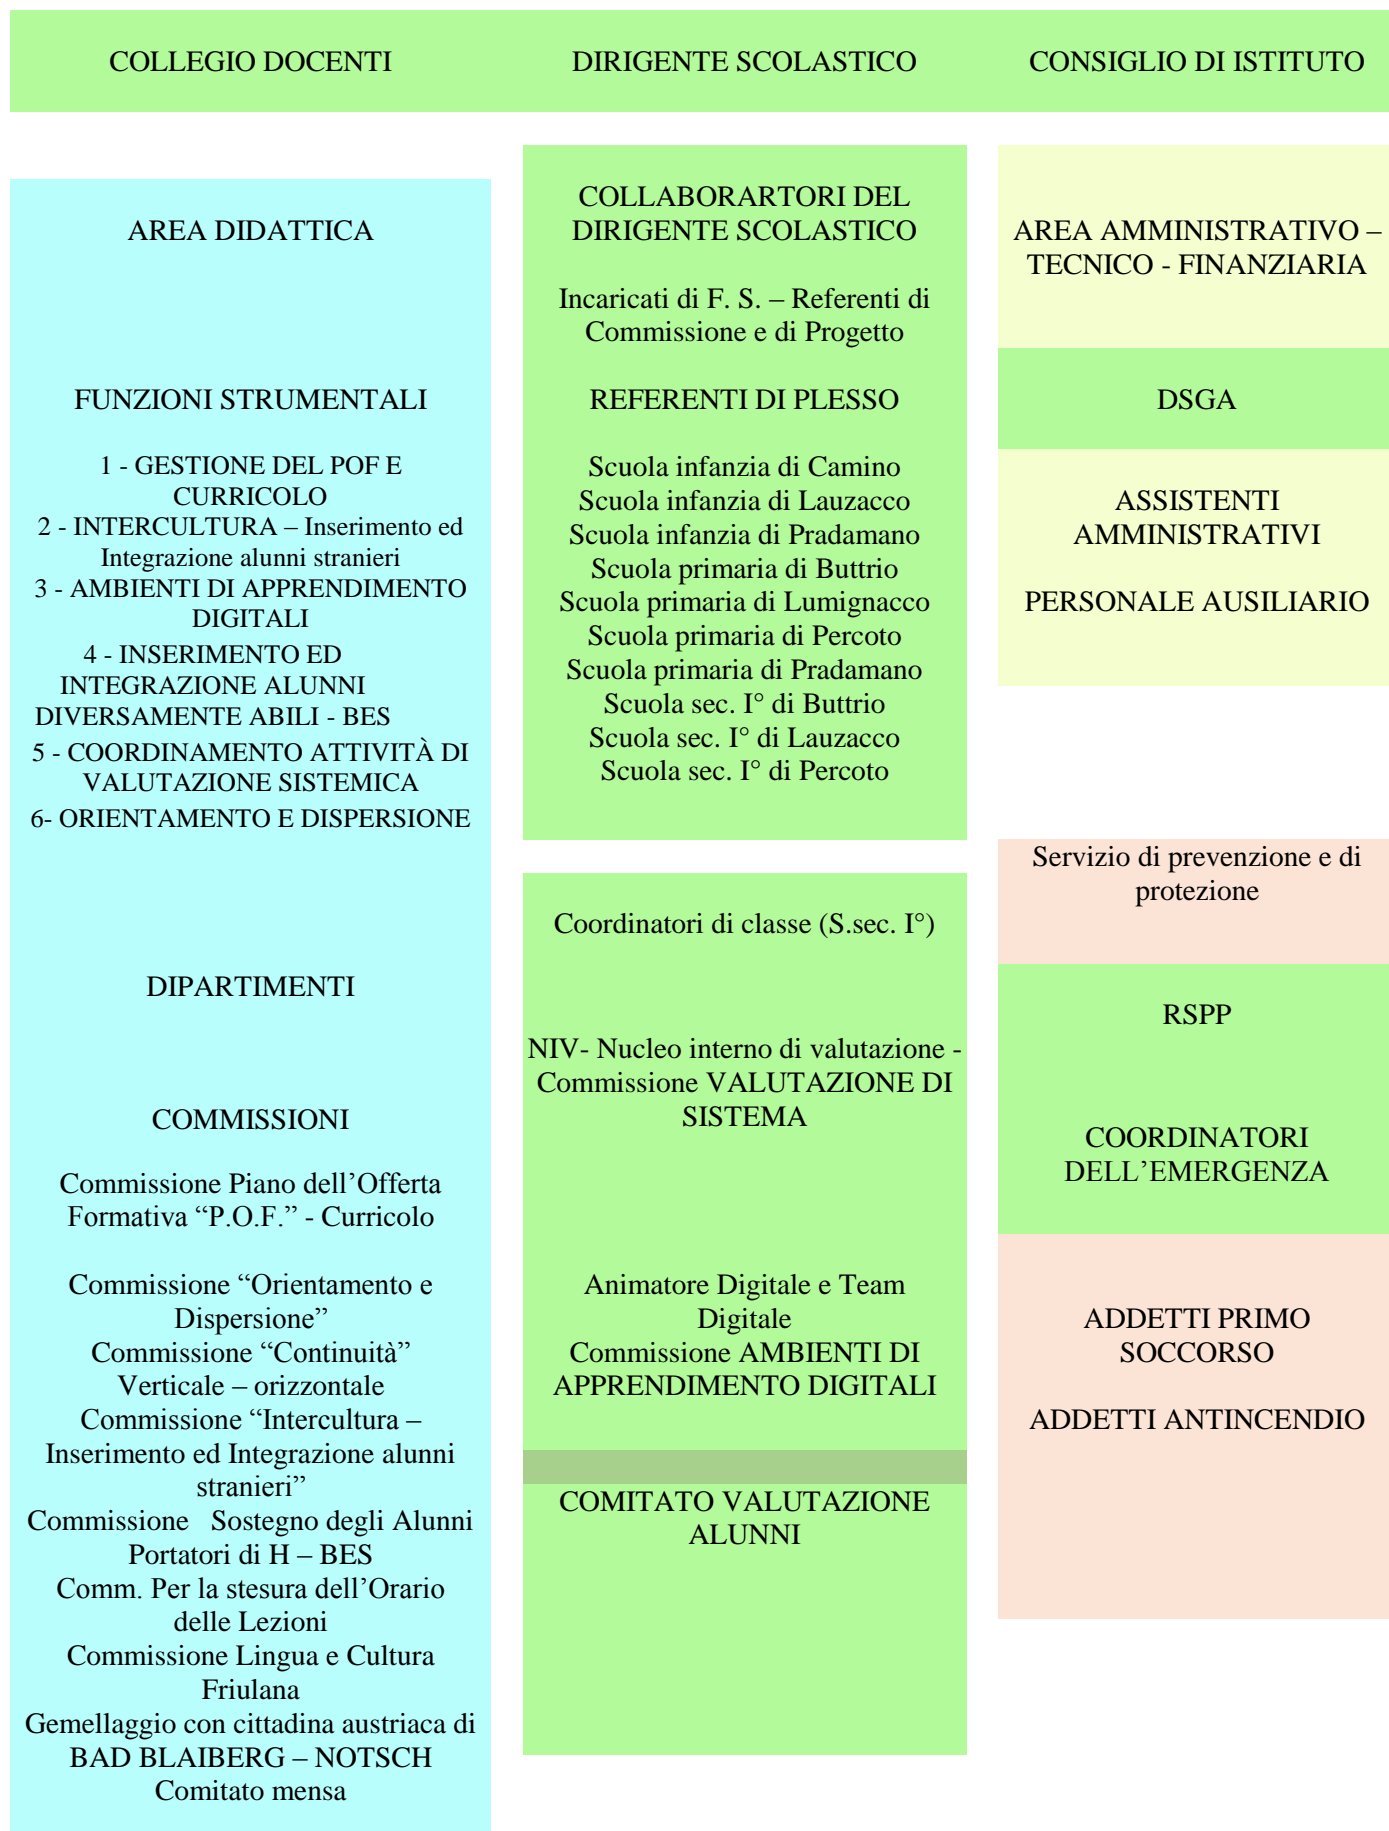 COLLEGIO DOCENTI
DIRIGENTE SCOLASTICO
CONSIGLIO DI ISTITUTO
AREA DIDATTICA
FUNZIONI STRUMENTALI
1 - GESTIONE DEL POF E
CURRICOLO
2 - INTERCULTURA – Inserimento ed
Integrazione alunni stranieri
3 - AMBIENTI DI APPRENDIMENTO
DIGITALI
4 - INSERIMENTO ED
INTEGRAZIONE ALUNNI
DIVERSAMENTE ABILI - BES
5 - COORDINAMENTO ATTIVITÀ DI
VALUTAZIONE SISTEMICA
6- ORIENTAMENTO E DISPERSIONE
DIPARTIMENTI
COMMISSIONI
Commissione Piano dell’Offerta
Formativa “P.O.F.” - Curricolo
Commissione “Orientamento e
Dispersione”
Commissione “Continuità”
Verticale – orizzontale
Commissione “Intercultura –
Inserimento ed Integrazione alunni
stranieri”
Commissione   Sostegno degli Alunni
Portatori di H – BES
Comm. Per la stesura dell’Orario
delle Lezioni
Commissione Lingua e Cultura
Friulana
Gemellaggio con cittadina austriaca di
BAD BLAIBERG – NOTSCH
Comitato mensa
COLLABORARTORI DEL
DIRIGENTE SCOLASTICO
Incaricati di F. S. – Referenti di
Commissione e di Progetto
REFERENTI DI PLESSO
Scuola infanzia di Camino
Scuola infanzia di Lauzacco
Scuola infanzia di Pradamano
Scuola primaria di Buttrio
Scuola primaria di Lumignacco
Scuola primaria di Percoto
Scuola primaria di Pradamano
Scuola sec. I° di Buttrio
Scuola sec. I° di Lauzacco
Scuola sec. I° di Percoto
Coordinatori di classe (S.sec. I°)
NIV- Nucleo interno di valutazione -
Commissione VALUTAZIONE DI
SISTEMA
Animatore Digitale e Team
Digitale
Commissione AMBIENTI DI
APPRENDIMENTO DIGITALI
COMITATO VALUTAZIONE
ALUNNI
AREA AMMINISTRATIVO –
TECNICO - FINANZIARIA
DSGA
ASSISTENTI
AMMINISTRATIVI
PERSONALE AUSILIARIO
Servizio di prevenzione e di
protezione
RSPP
COORDINATORI
DELL’EMERGENZA
ADDETTI PRIMO
SOCCORSO
ADDETTI ANTINCENDIO